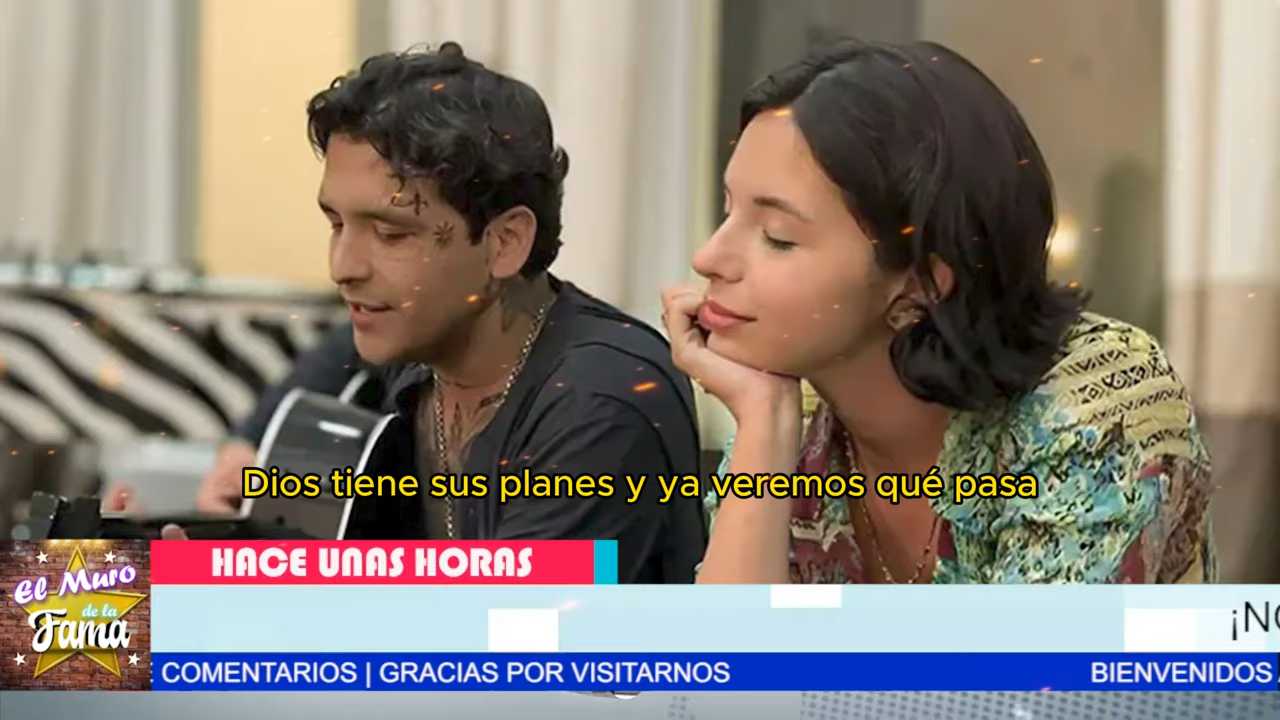 Dios tiene sus planes y ya veremos qué pasa
HACE UNAS HORAS
El Muro
de la
Fama
¡NO
COMENTARIOS | GRACIAS POR VISITARNOS
BIENVENIDOS